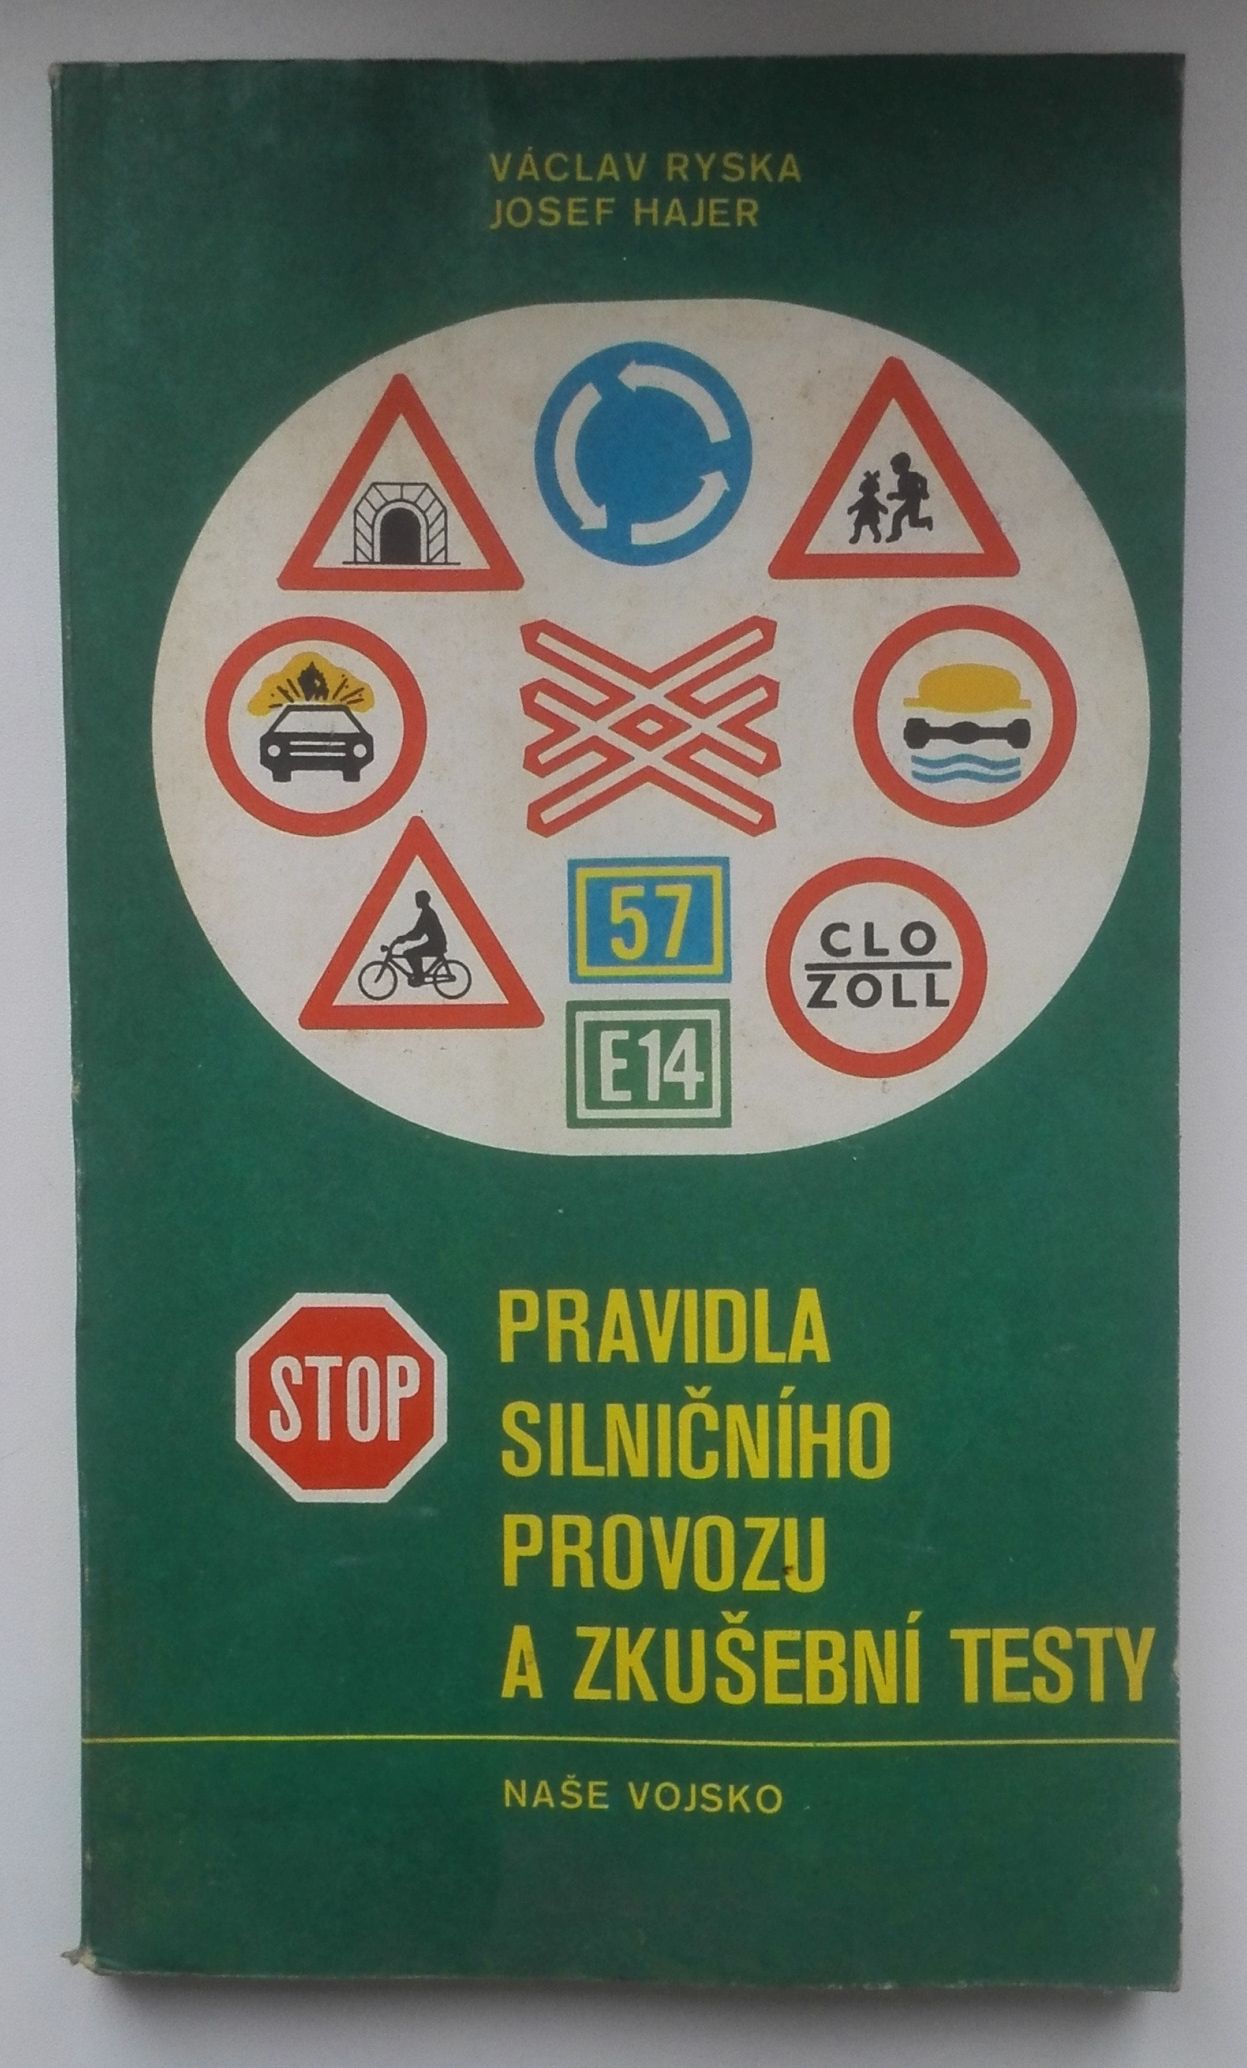 VÁCLAV RYSKA
JOSEF HAJER
57
CLO
ZOLL
E14
STOP
PRAVIDLA
SILNIČNÍHO
PROVOZU
A ZKUŠEBNÍ TESTY
NAŠE VOJSKO